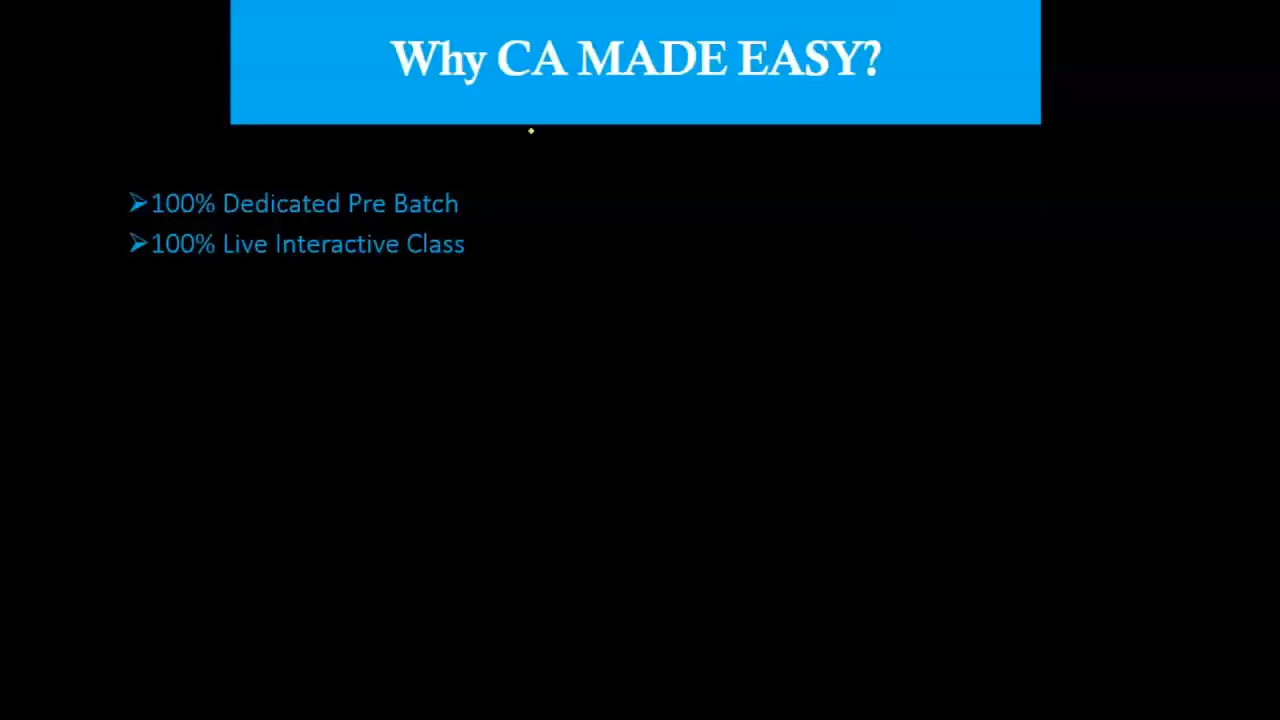 Why CA MADE EASY?
➢100% Dedicated Pre Batch
➢100% Live Interactive Class